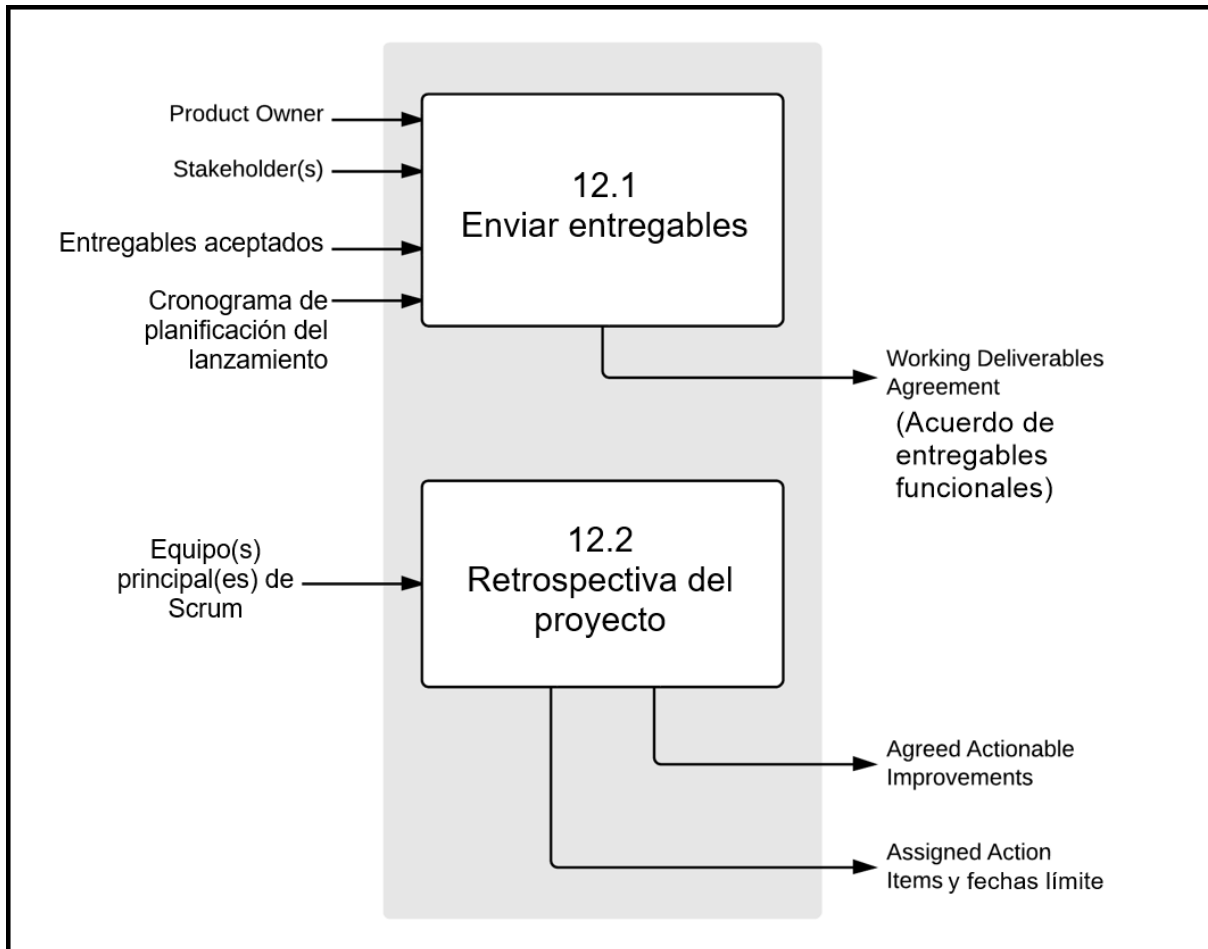 Product Owner
Stakeholder(s)
Entregables aceptados
Cronograma de
planificación del
lanzamiento
12.1
Enviar entregables
Working Deliverables
Agreement
(Acuerdo de
entregables
funcionales)
Equipo(s)
principal(es) de
Scrum
12.2
Retrospectiva del
proyecto
Agreed Actionable
Improvements
Assigned Action
Items y fechas límite